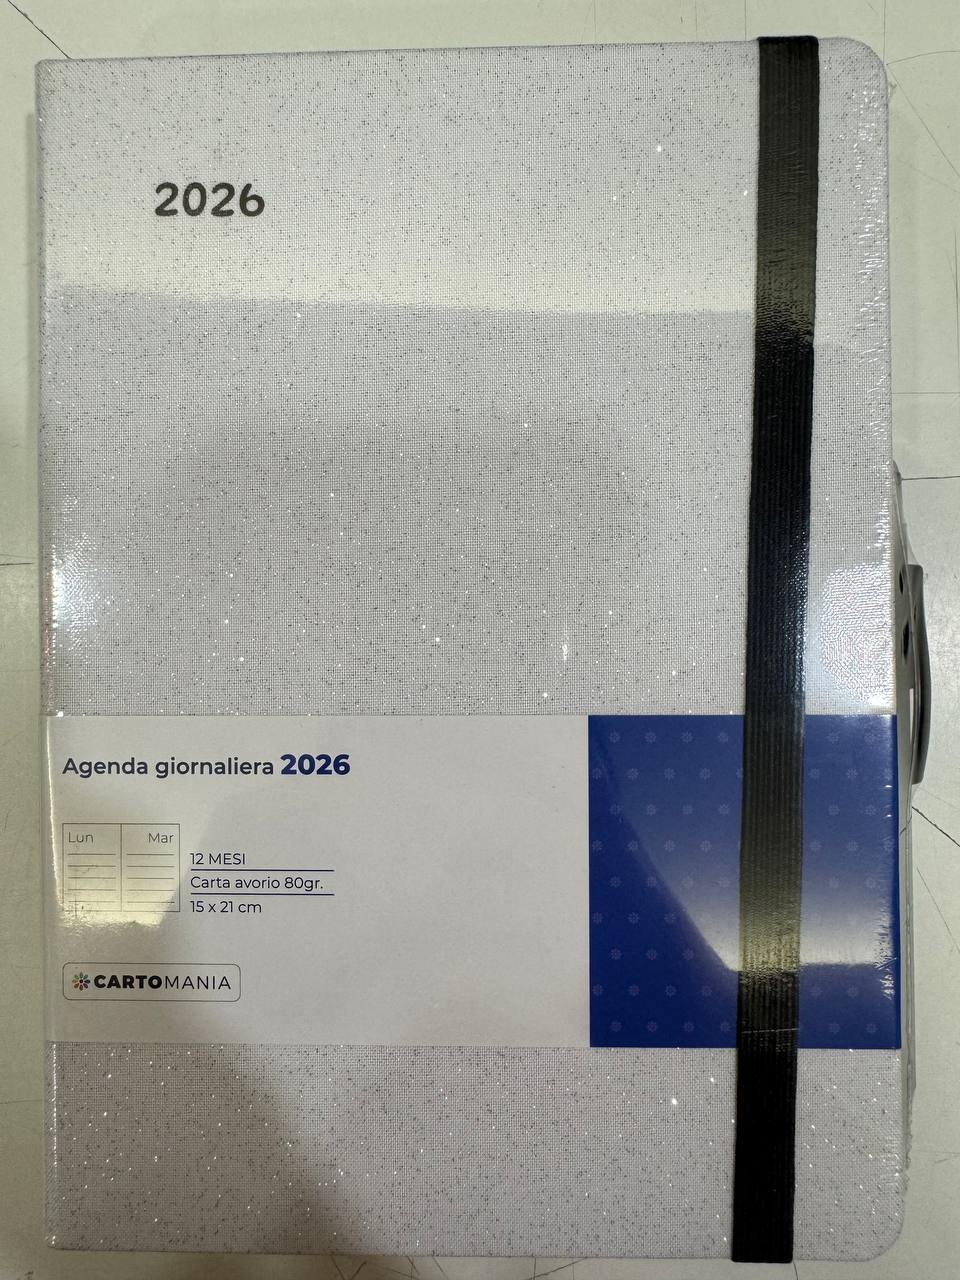 2026
Agenda giornaliera 2026
Lun Mar
12 MESI
Carta avorio 80gr.
15 x 21 cm
CARTOMANIA